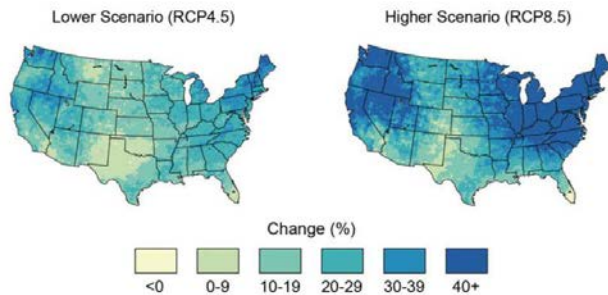 Lower Scenario (RCP4.5) Higher Scenario (RCP8.5)
Change (%)
<0 0-9 10-19 20-29 30-39 40+